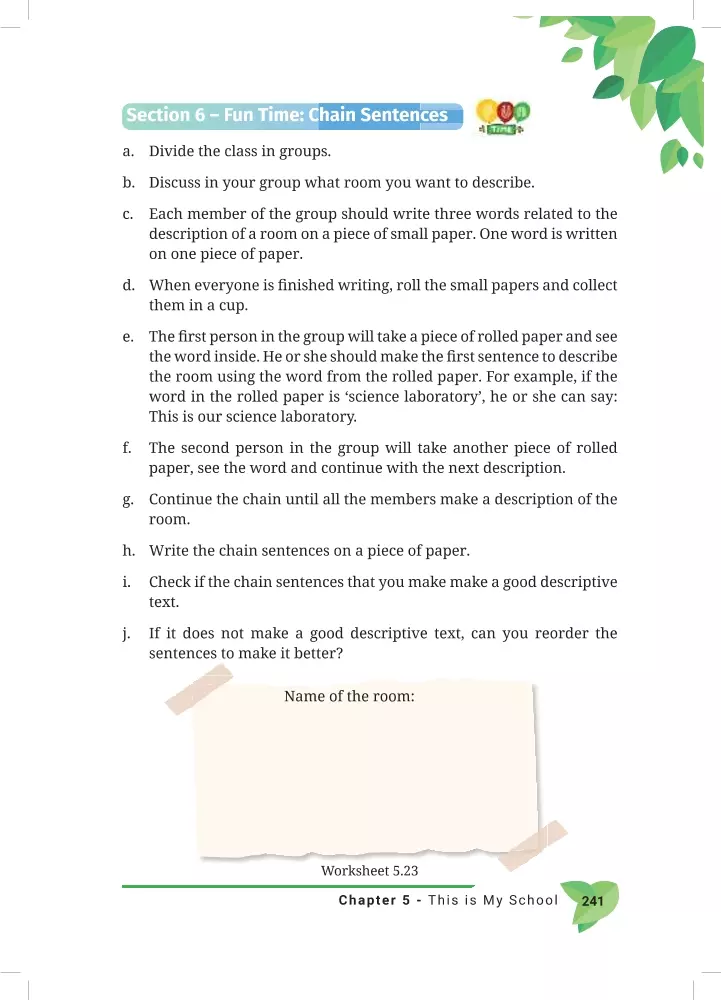 Section 6 – Fun Time: Chain Sentences
TIME
a. Divide the class in groups.
b. Discuss in your group what room you want to describe.
c. Each member of the group should write three words related to the
description of a room on a piece of small paper. One word is written
on one piece of paper.
d. When everyone is finished writing, roll the small papers and collect
them in a cup.
e. The first person in the group will take a piece of rolled paper and see
the word inside. He or she should make the first sentence to describe
the room using the word from the rolled paper. For example, if the
word in the rolled paper is ‘science laboratory’, he or she can say:
This is our science laboratory.
f. The second person in the group will take another piece of rolled
paper, see the word and continue with the next description.
g. Continue the chain until all the members make a description of the
room.
h. Write the chain sentences on a piece of paper.
i. Check if the chain sentences that you make make a good descriptive
text.
j. If it does not make a good descriptive text, can you reorder the
sentences to make it better?
Name of the room:
Worksheet 5.23
Chapter 5 - This is My School 241